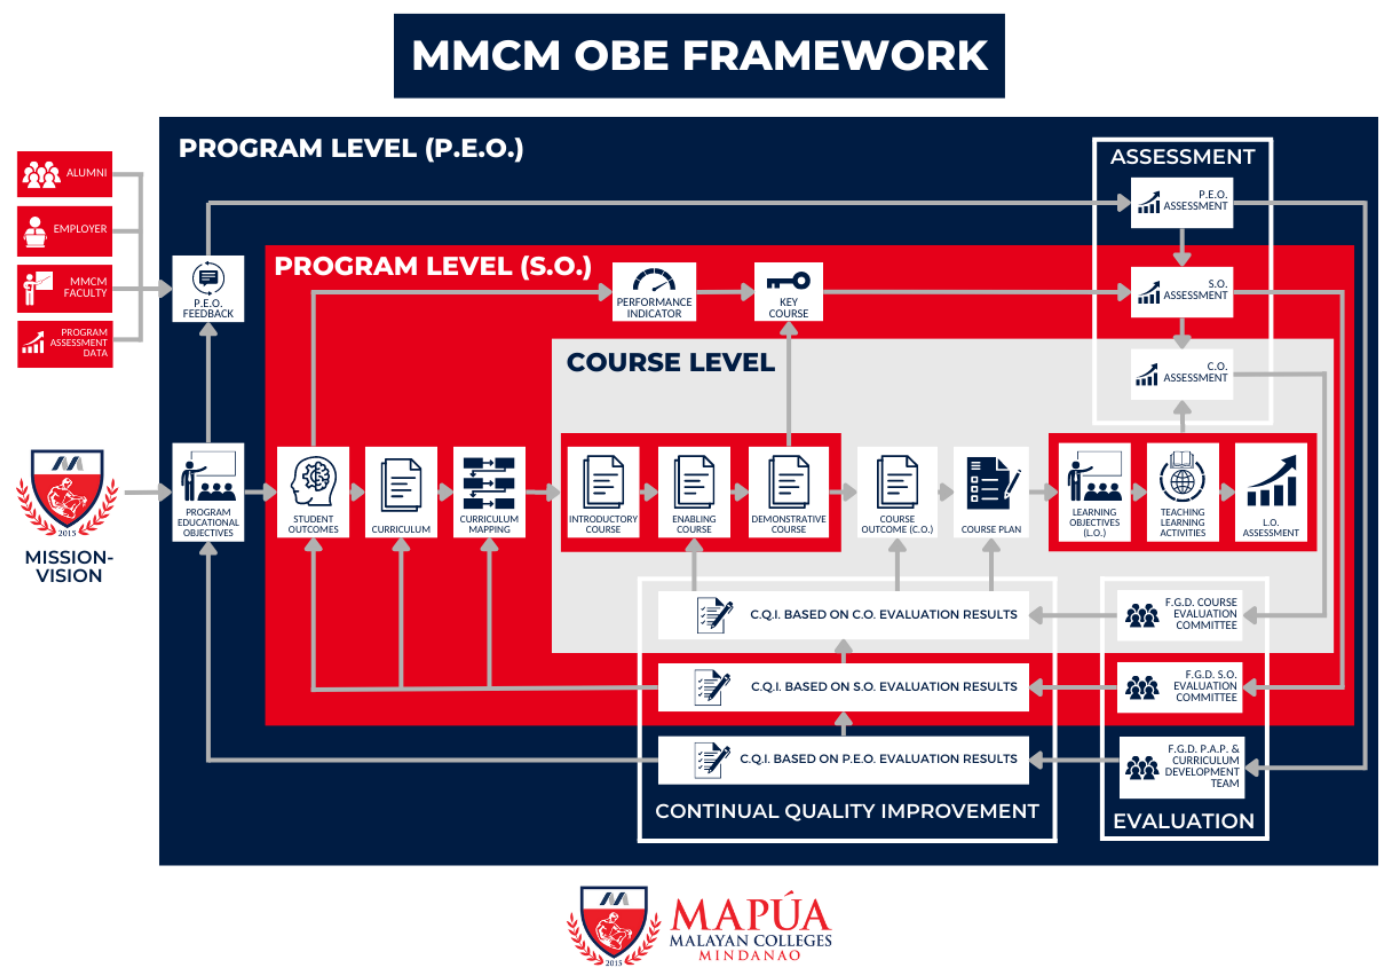 MMCM OBE FRAMEWORK
PROGRAM LEVEL (P.E.O.)
ALUMNI
EMPLOYER
MMCM
FACULTY
PROGRAM
ASSESSMENT
DATA
P.E.O.
FEEDBACK
PROGRAM LEVEL (S.O.)
PERFORMANCE
INDICATOR
KEY
COURSE
ASSESSMENT
P.E.O.
ASSESSMENT
S.O.
ASSESSMENT
C.O.
ASSESSMENT
COURSE LEVEL
2015
MISSION-
VISION
PROGRAM
EDUCATIONAL
OBJECTIVES
STUDENT
OUTCOMES
CURRICULUM
CURRICULUM
MAPPING
INTRODUCTORY
COURSE
ENABLING
COURSE
DEMONSTRATIVE
COURSE
COURSE
OUTCOME (C.O.)
COURSE PLAN
LEARNING
OBJECTIVES
(L.O.)
TEACHING
LEARNING
ACTIVITIES
L.O.
ASSESSMENT
C.Q.I. BASED ON C.O. EVALUATION RESULTS
F.G.D. COURSE
EVALUATION
COMMITTEE
C.Q.I. BASED ON S.O. EVALUATION RESULTS
F.G.D. S.O.
EVALUATION
COMMITTEE
C.Q.I. BASED ON P.E.O. EVALUATION RESULTS
F.G.D. P.A.P. &
CURRICULUM
DEVELOPMENT
TEAM
CONTINUAL QUALITY IMPROVEMENT
EVALUATION
2015
MAPÚA
MALAYAN COLLEGES
MINDANAO